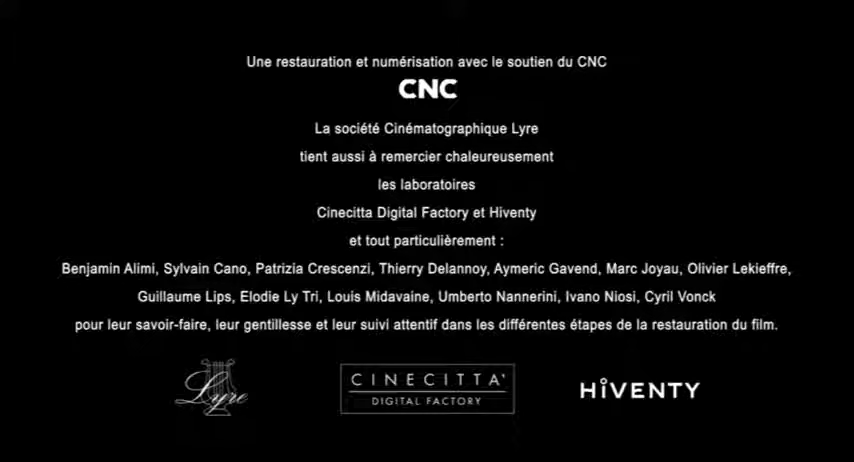 Une restauration et numérisation avec le soutien du CNC
CNC
La société Cinématographique Lyre
tient aussi à remercier chaleureusement
les laboratoires
Cinecitta Digital Factory et Hiventy
et tout particulièrement :
Benjamin Alimi, Sylvain Cano, Patrizia Crescenzi, Thierry Delannoy, Aymeric Gavend, Marc Joyau, Olivier Lekieffre,
Guillaume Lips, Elodie Ly Tri, Louis Midavaine, Umberto Nannerini, Ivano Niosi, Cyril Vonck
pour leur savoir-faire, leur gentillesse et leur suivi attentif dans les différentes étapes de la restauration du film.
Lyre
CINECITTA'
DIGITAL FACTORY
HiVENTY